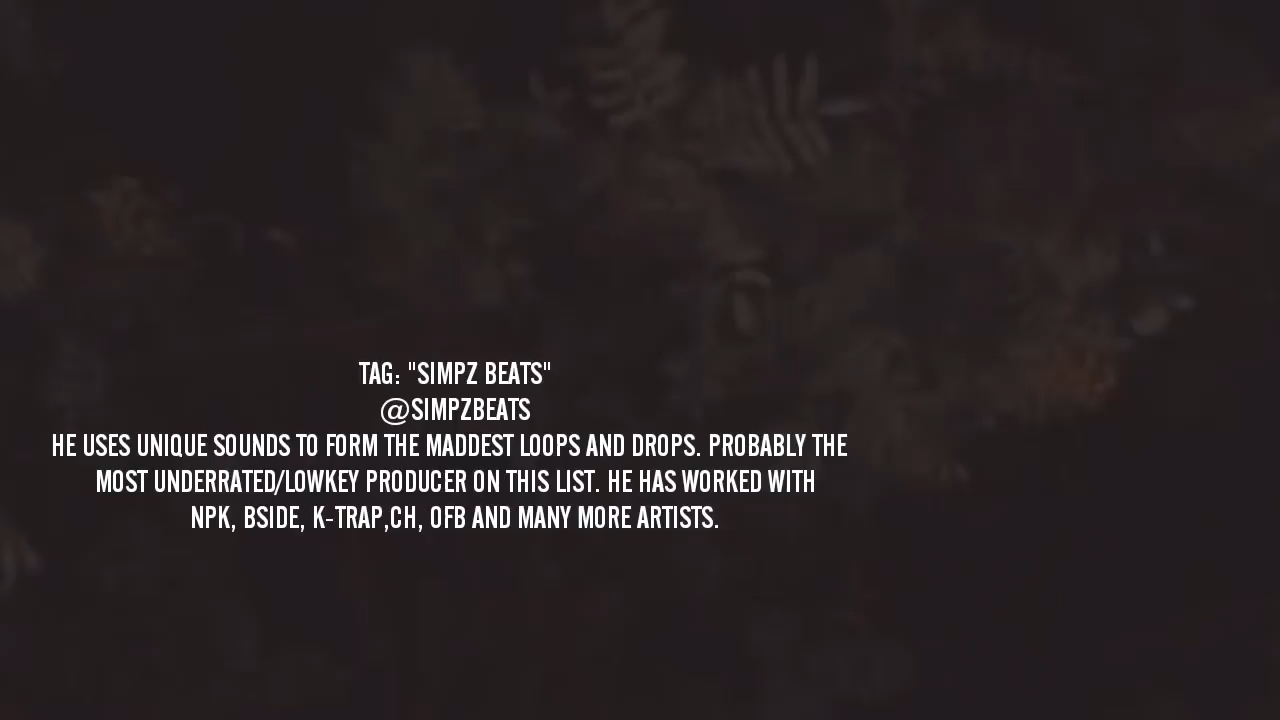 TAG: "SIMPZ BEATS"
@SIMPZBEATS
HE USES UNIQUE SOUNDS TO FORM THE MADDEST LOOPS AND DROPS. PROBABLY THE
MOST UNDERRATED/LOWKEY PRODUCER ON THIS LIST. HE HAS WORKED WITH
NPK, BSIDE, K-TRAP,CH, OFB AND MANY MORE ARTISTS.